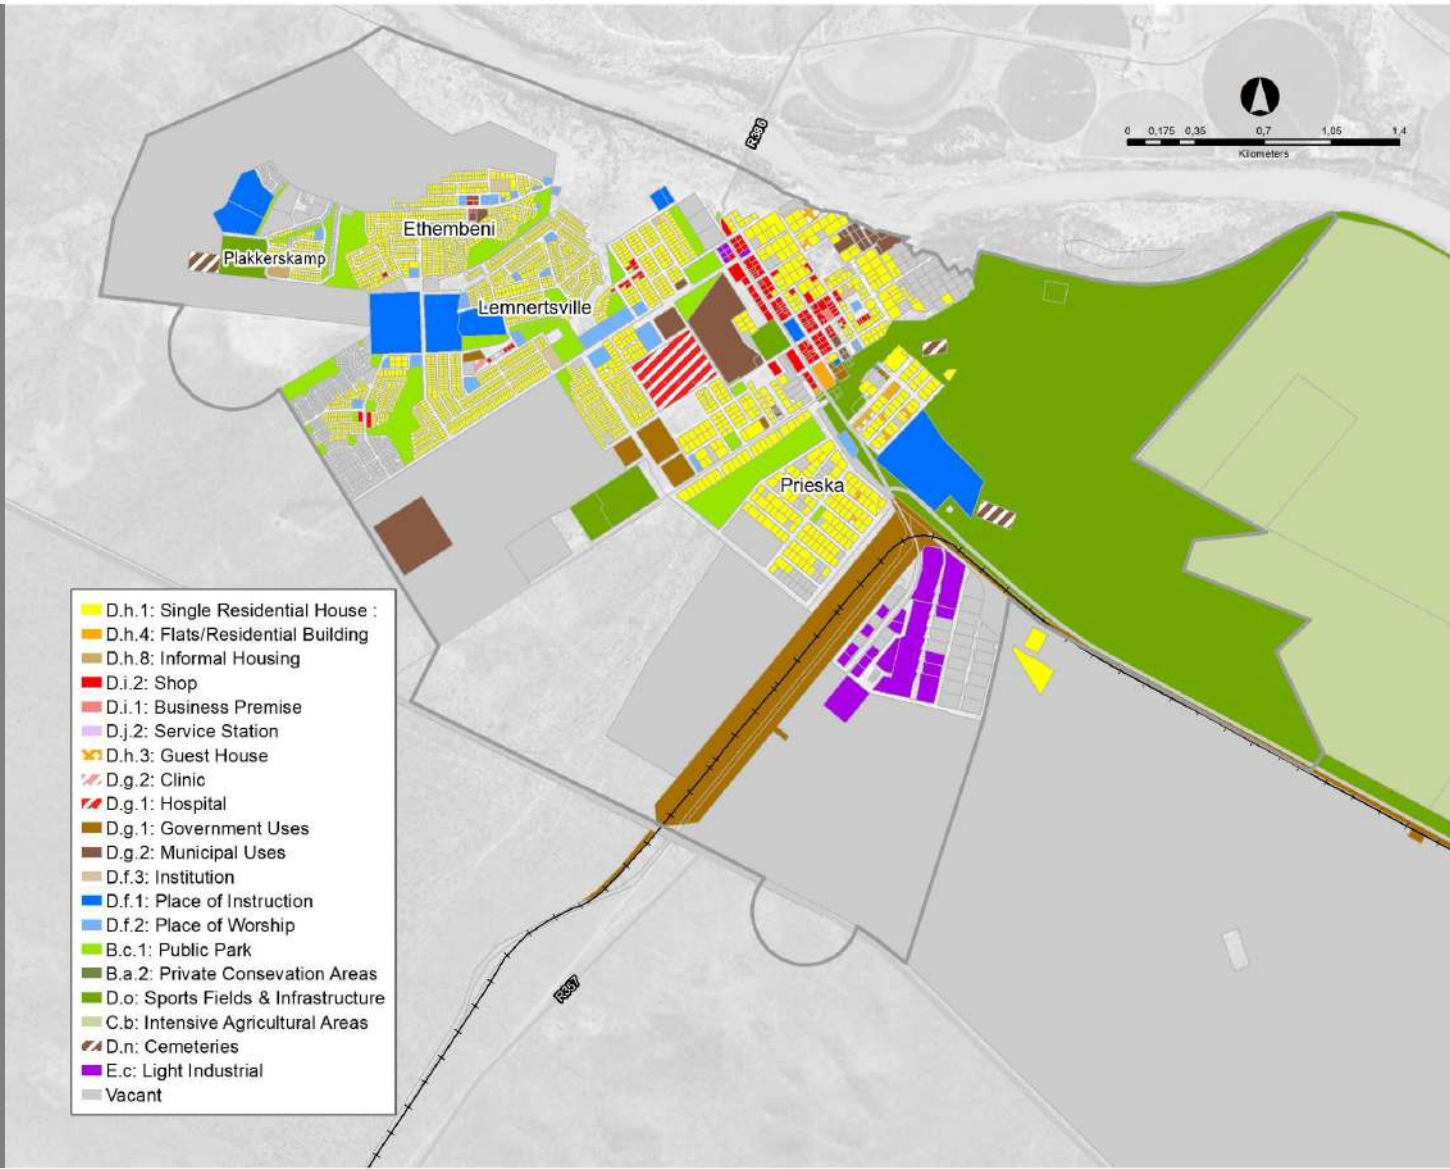 R386
0 0,175 0,35 0,7 1,05 1,4
Kilometers
Ethembeni
Plakkerskamp
Lemnertsville
Prieska
D.h.1: Single Residential House :
D.h.4: Flats/Residential Building
D.h.8: Informal Housing
D.i.2: Shop
D.i.1: Business Premise
D.j.2: Service Station
D.h.3: Guest House
D.g.2: Clinic
D.g.1: Hospital
D.g.1: Government Uses
D.g.2: Municipal Uses
D.f.3: Institution
D.f.1: Place of Instruction
D.f.2: Place of Worship
B.c.1: Public Park
B.a.2: Private Consevation Areas
D.o: Sports Fields & Infrastructure
C.b: Intensive Agricultural Areas
D.n: Cemeteries
E.c: Light Industrial
Vacant
R357